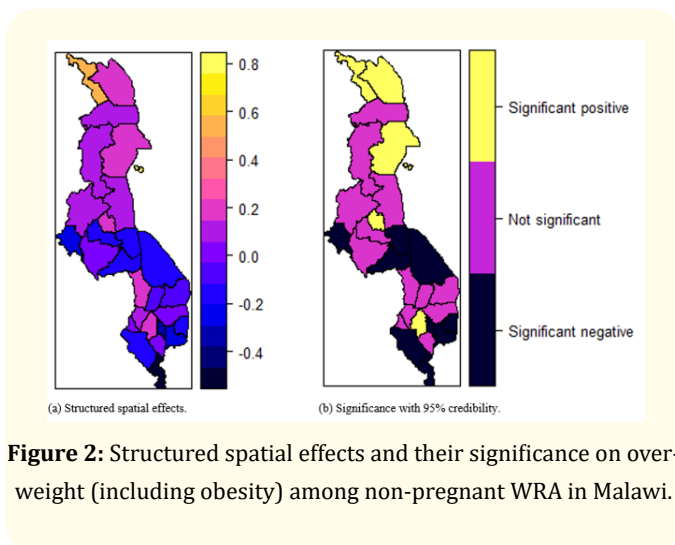 0.8
0.6
0.4
0.2
0.0
-0.2
-0.4
Significant positive
Not significant
Significant negative
(a) Structured spatial effects.
(b) Significance with 95% credibility.
Figure 2: Structured spatial effects and their significance on over-
weight (including obesity) among non-pregnant WRA in Malawi.